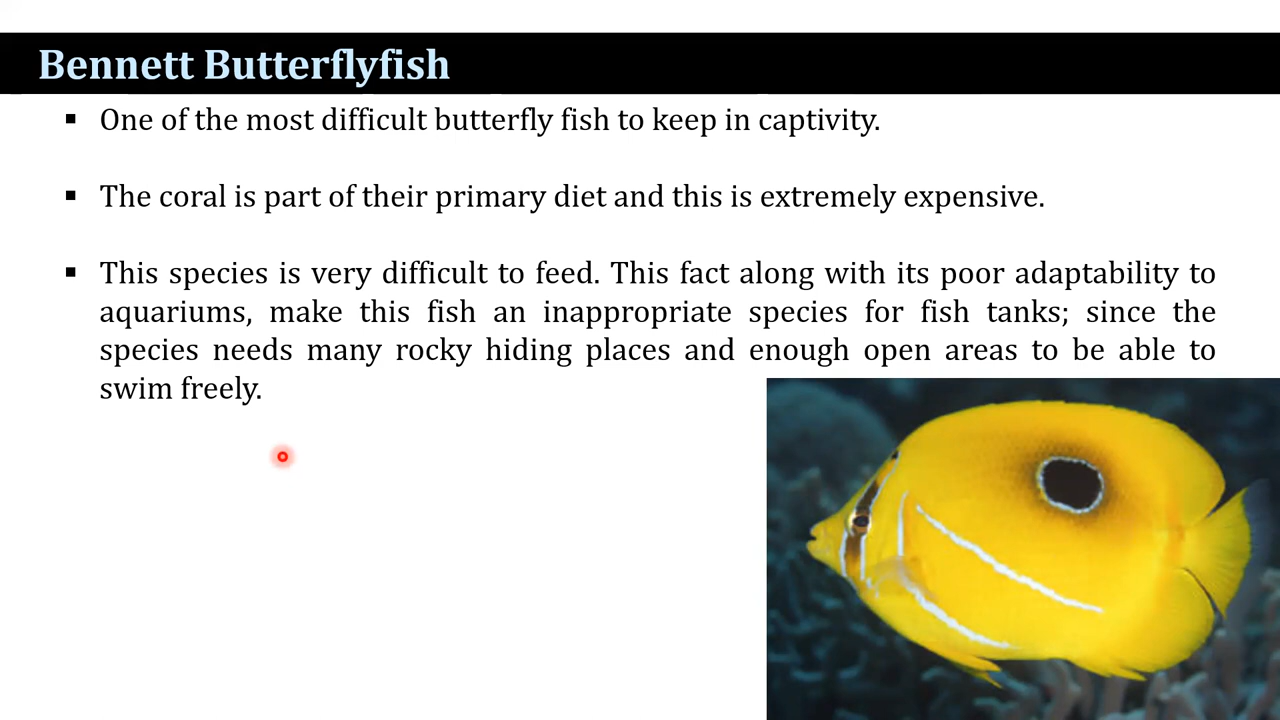 Bennett Butterflyfish
▪ One of the most difficult butterfly fish to keep in captivity.
▪ The coral is part of their primary diet and this is extremely expensive.
▪ This species is very difficult to feed. This fact along with its poor adaptability to
aquariums, make this fish an inappropriate species for fish tanks; since the
species needs many rocky hiding places and enough open areas to be able to
swim freely.